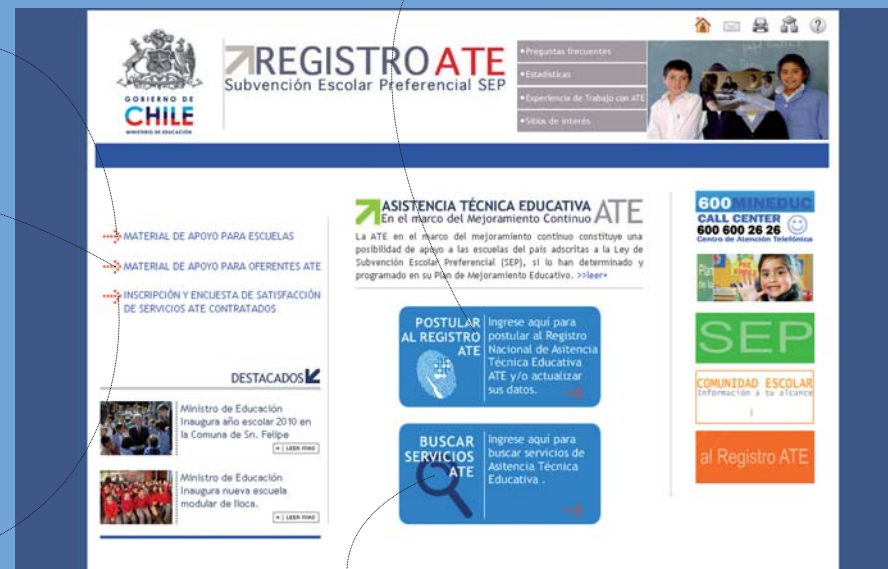 GOBIERNO DE
CHILE
MINISTERIO DE EDUCACIÓN
REGISTRO ATE
Subvención Escolar Preferencial SEP
•Preguntas frecuentes
•Estadísticas
•Experiencia de Trabajo con ATE
•Sitios de interés
MATERIAL DE APOYO PARA ESCUELAS
MATERIAL DE APOYO PARA OFERENTES ATE
INSCRIPCIÓN Y ENCUESTA DE SATISFACCIÓN
DE SERVICIOS ATE CONTRATADOS
DESTACADOS
Ministro de Educación
Inaugura año escolar 2010 en
la Comuna de Sn. Felipe
+ | LEER MAS
Ministro de Educación
Inaugura nueva escuela
modular de Iloca.
+ | LEER MAS
ASISTENCIA TÉCNICA EDUCATIVA ATE
En el marco del Mejoramiento Continuo
La ATE en el marco del mejoramiento continuo constituye una
posibilidad de apoyo a las escuelas del país adscritas a la Ley de
Subvención Escolar Preferencial (SEP), si lo han determinado y
programado en su Plan de Mejoramiento Educativo. >>leer+
POSTULAR
AL REGISTRO
ATE
Ingrese aquí para
postular al Registro
Nacional de Asitencia
Técnica Educativa
ATE y/o actualizar
sus datos.
BUSCAR
SERVICIOS
ATE
Ingrese aquí para
buscar servicios de
Asitencia Técnica
Educativa .
600 MINEDUC
CALL CENTER
600 600 26 26
Centro de Atención Telefónica
Plan
de la
SEP
COMUNIDAD ESCOLAR
Información a tu alcance
al Registro ATE